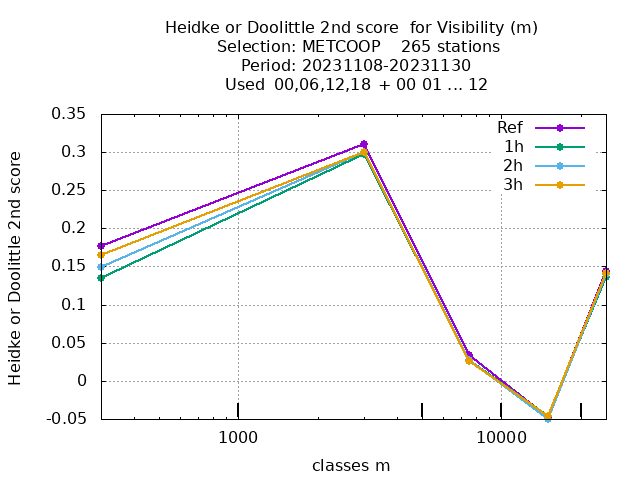 Heidke or Doolittle 2nd score  for Visibility (m)
Selection: METCOOP    265 stations
Period: 20231108-20231130
Used  00,06,12,18 + 00 01 ... 12
Heidke or Doolittle 2nd score
0.35
0.3
0.25
0.2
0.15
0.1
0.05
0
-0.05
Ref
1h
2h
3h
1000
10000
classes m